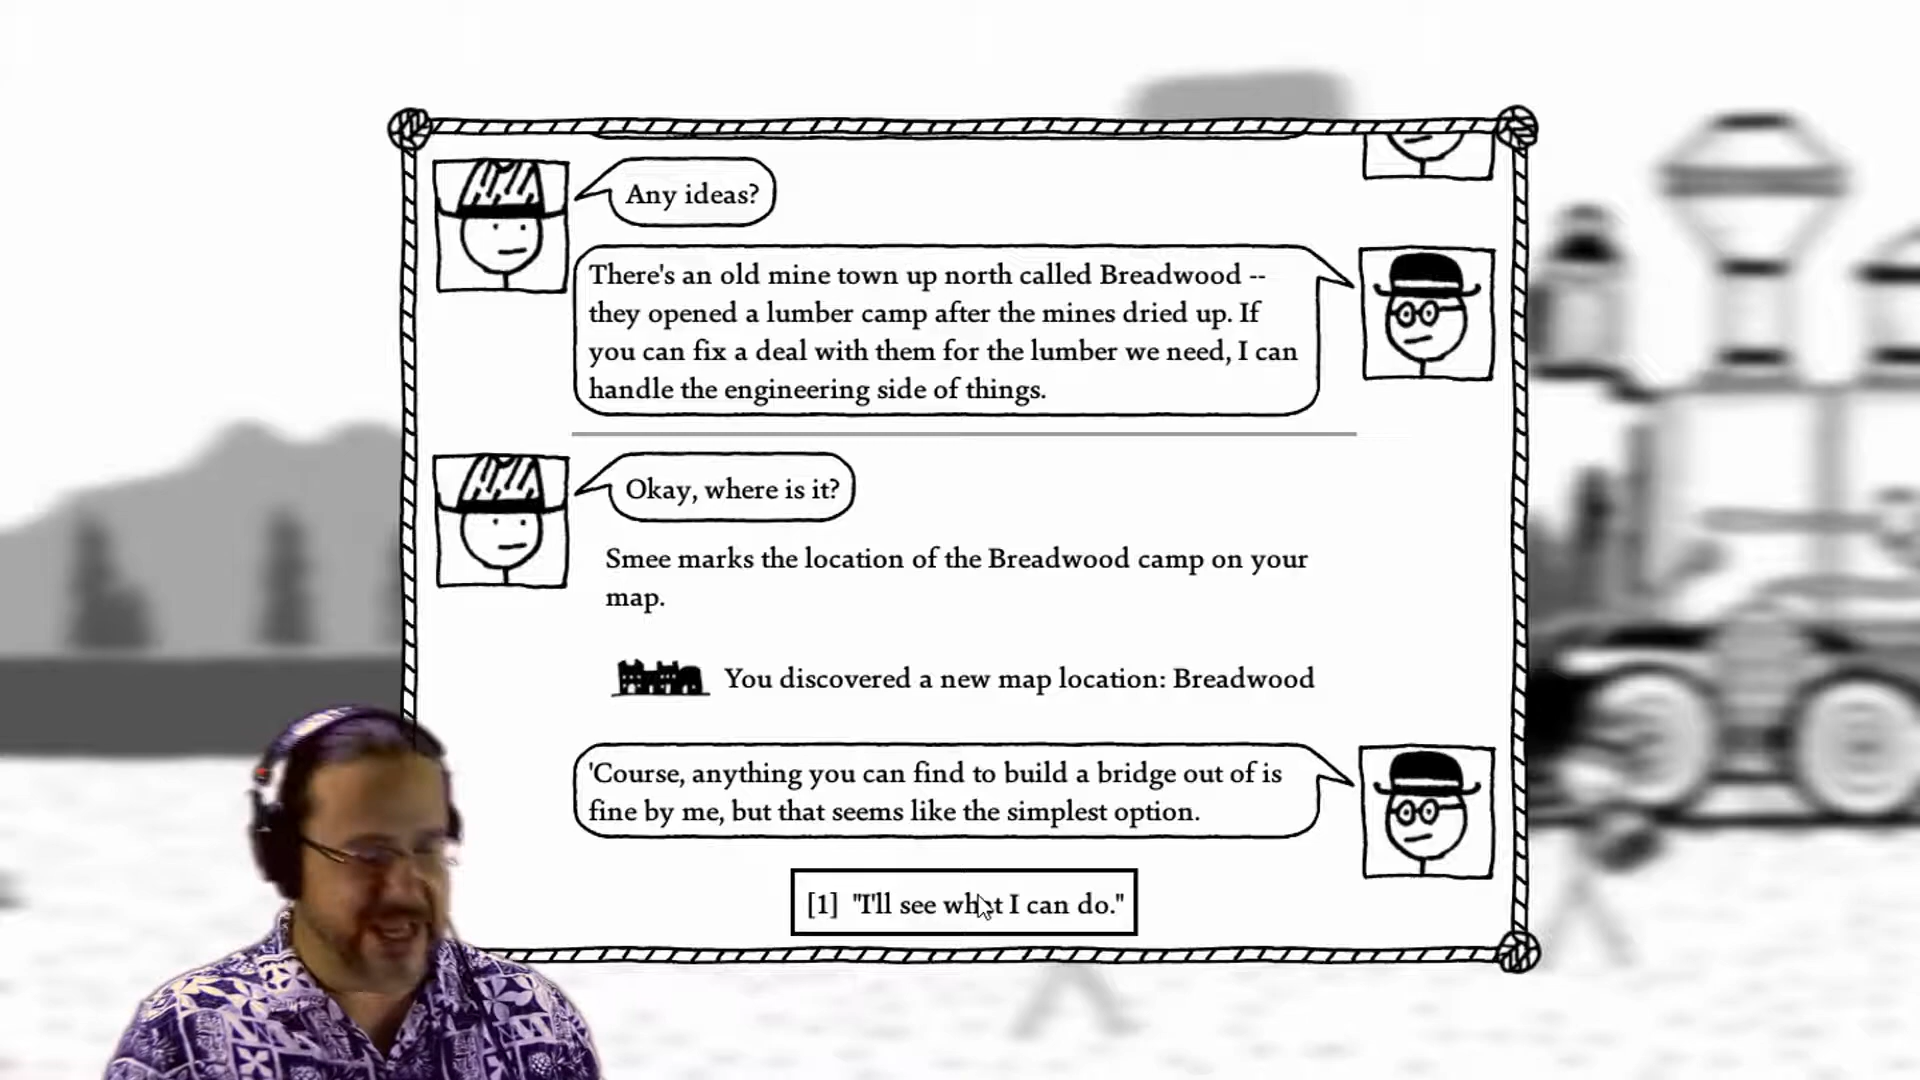 Any ideas?
There's an old mine town up north called Breadwood --
they opened a lumber camp after the mines dried up. If
you can fix a deal with them for the lumber we need, I can
handle the engineering side of things.
Okay, where is it?
Smee marks the location of the Breadwood camp on your
map.
You discovered a new map location: Breadwood
'Course, anything you can find to build a bridge out of is
fine by me, but that seems like the simplest option.
[1] "I'll see what I can do."